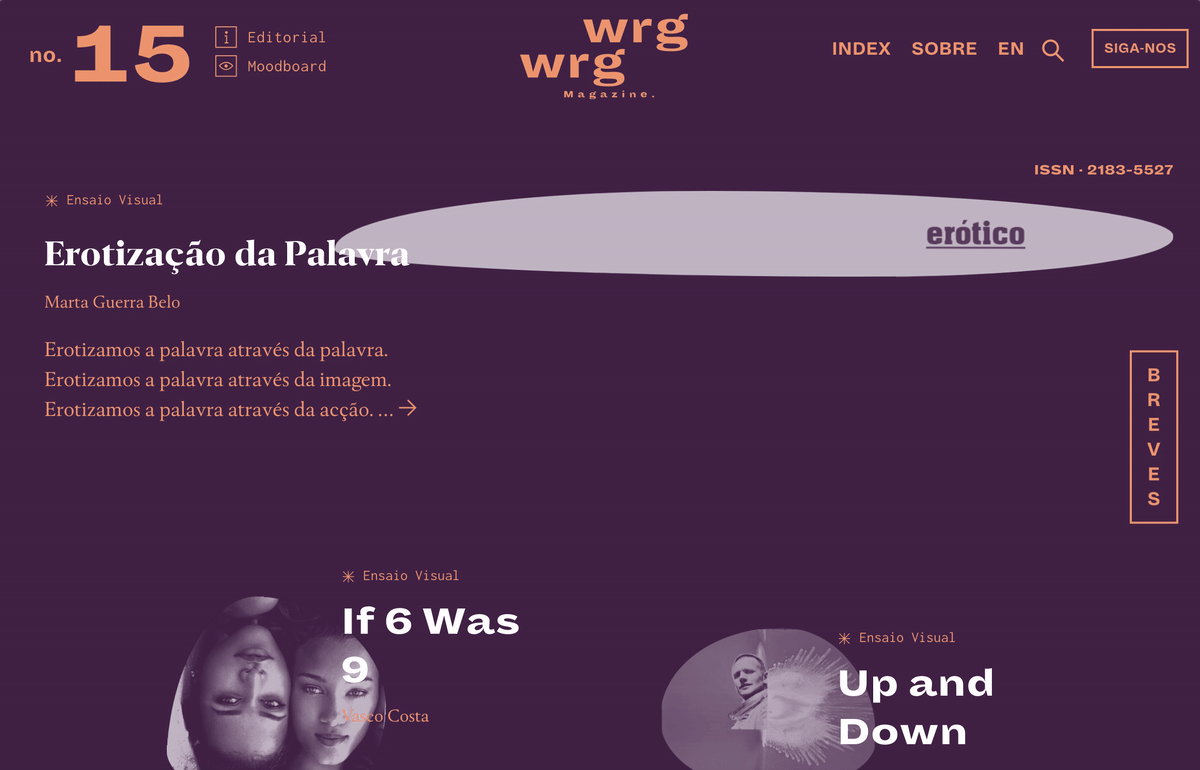 no. 15
Editorial
Moodboard
wrg
wrg
Magazine.
INDEX SOBRE EN
SIGA-NOS
ISSN · 2183-5527
Ensaio Visual
Erotização da Palavra
erótico
Marta Guerra Belo
Erotizamos a palavra através da palavra.
Erotizamos a palavra através da imagem.
Erotizamos a palavra através da acção. ... →
B
R
E
V
E
S
Ensaio Visual
If 6 Was
9
Vasco Costa
Ensaio Visual
Up and
Down